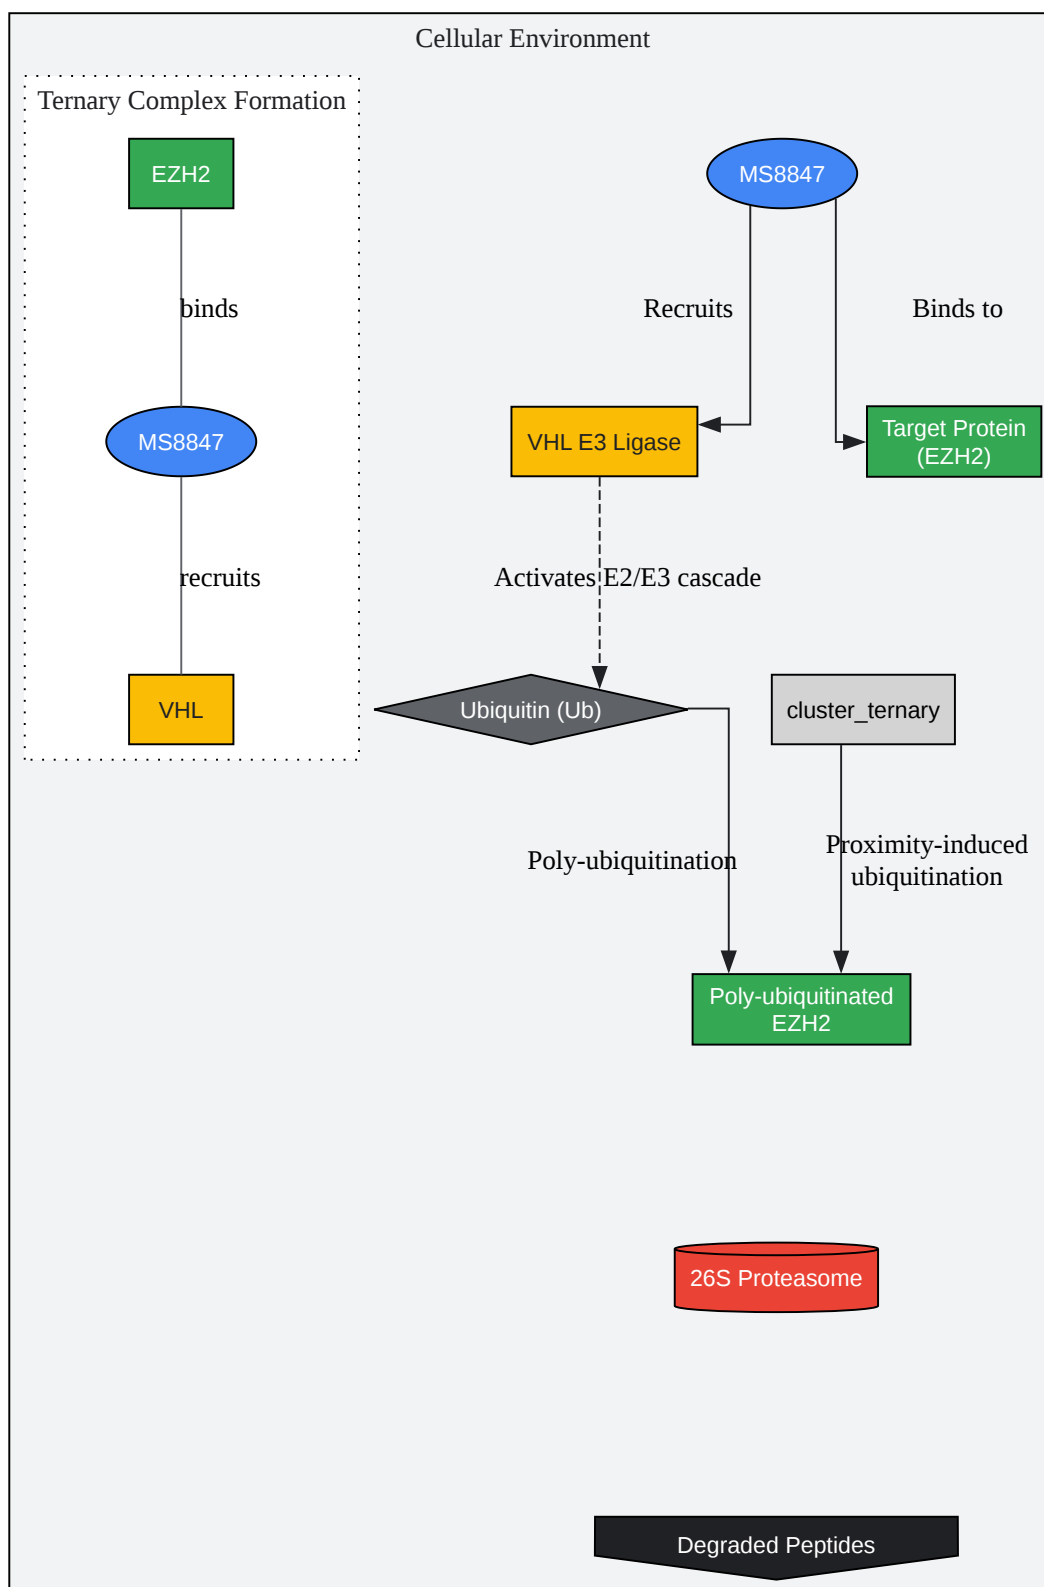 Cellular Environment
Ternary Complex Formation
EZH2
binds
MS8847
recruits
VHL
MS8847
Recruits
Binds to
VHL E3 Ligase
Target Protein
(EZH2)
Activates E2/E3 cascade
Ubiquitin (Ub)
cluster_ternary
Poly-ubiquitination
Proximity-induced
ubiquitination
Poly-ubiquitinated
EZH2
26S Proteasome
Degraded Peptides